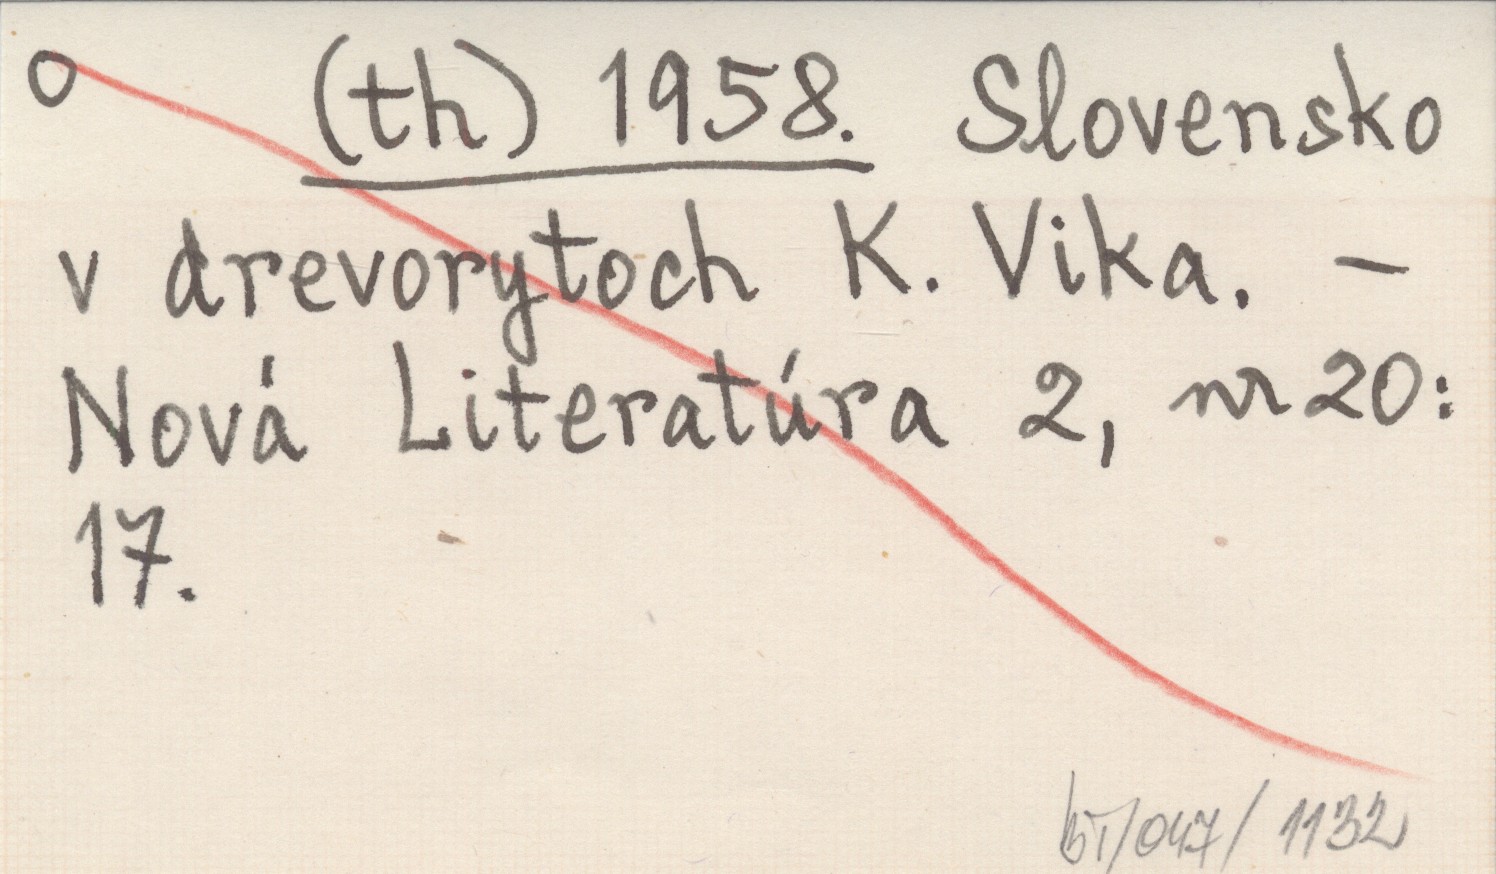 O (th) 1958. Slovensko
v drevorytoch K. Vika. –
Nová Literatúra 2, nr 20:
17.
bT/047/1132